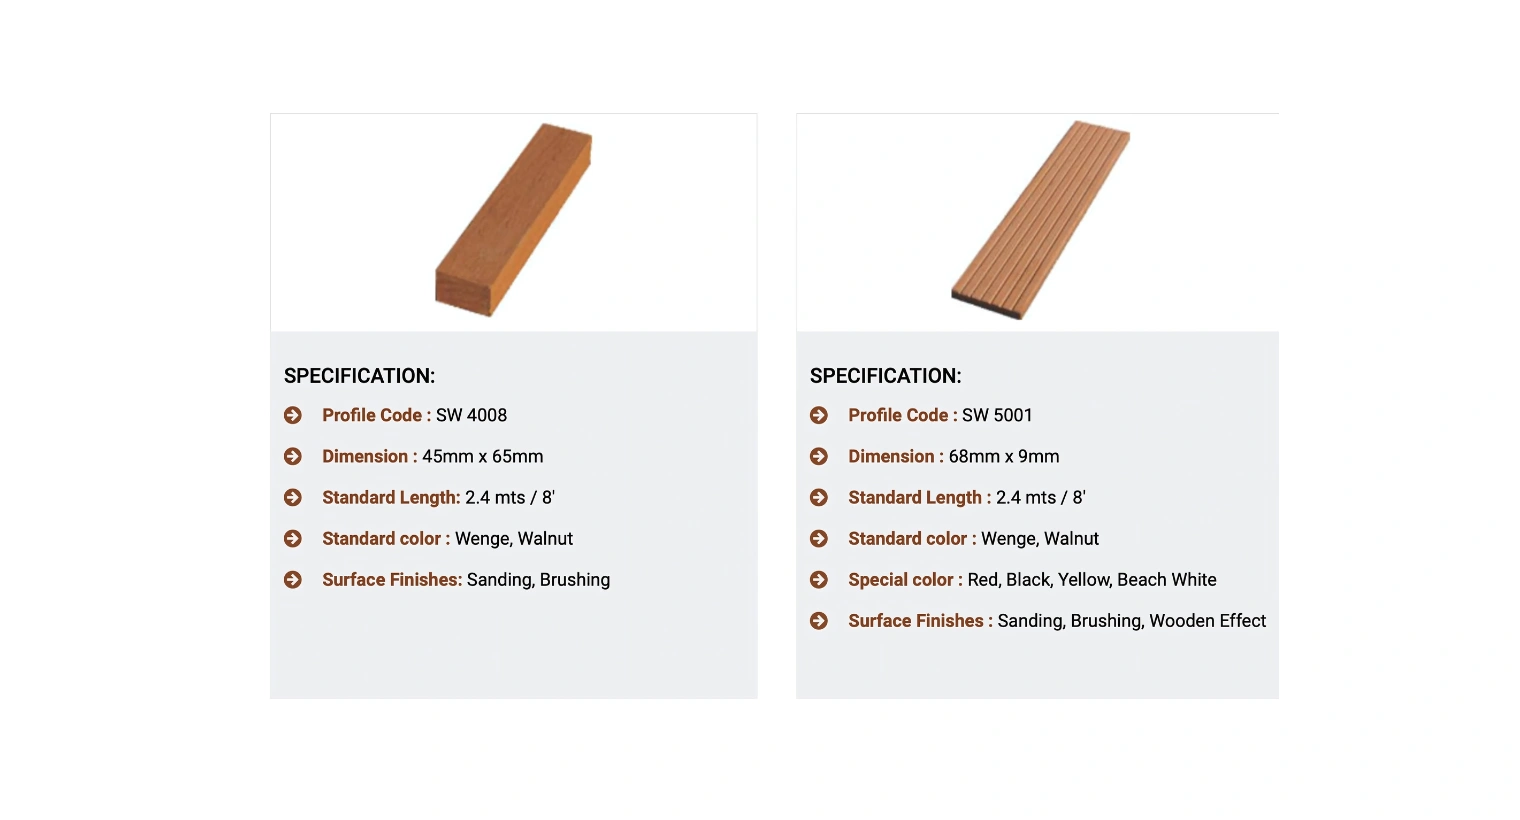 SPECIFICATION:
Profile Code : SW 4008
Dimension : 45mm x 65mm
Standard Length: 2.4 mts / 8'
Standard color : Wenge, Walnut
Surface Finishes: Sanding, Brushing
SPECIFICATION:
Profile Code : SW 5001
Dimension : 68mm x 9mm
Standard Length : 2.4 mts / 8'
Standard color : Wenge, Walnut
Special color : Red, Black, Yellow, Beach White
Surface Finishes : Sanding, Brushing, Wooden Effect